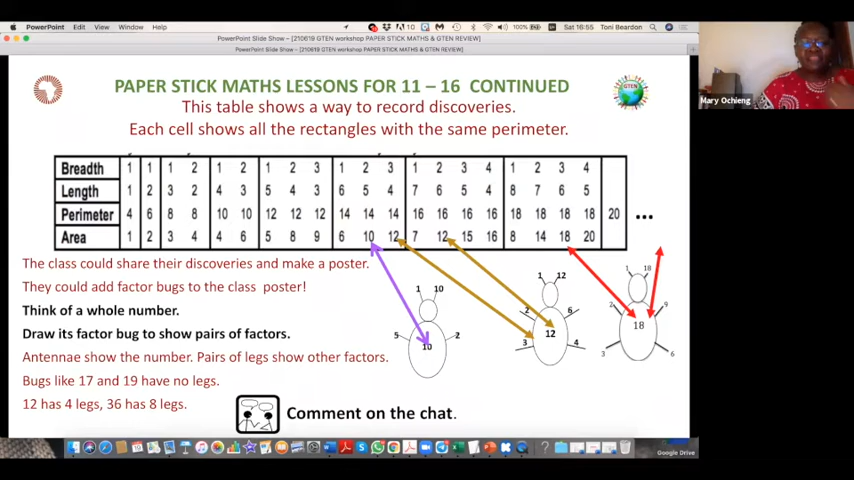 PowerPoint File Edit View Window Help
100% Sat 16:55 Toni Beardon
PowerPoint Slide Show - [210619 GTEN workshop PAPER STICK MATHS & GTEN REVIEW]
PowerPoint Slide Show - [210619 GTEN workshop PAPER STICK MATHS & GTEN REVIEW]
Mary Ochieng
GTEN
PAPER STICK MATHS LESSONS FOR 11 – 16 CONTINUED
This table shows a way to record discoveries.
Each cell shows all the rectangles with the same perimeter.
Breadth 1 1 1 2 1 2 1 2 3 1 2 3 1 2 3 4 1 2 3 4
Length 1 2 3 2 4 3 5 4 3 6 5 4 7 6 5 4 8 7 6 5
Perimeter 4 6 8 8 10 10 12 12 12 14 14 14 16 16 16 16 18 18 18 18 20 ...
Area 1 2 3 4 4 6 5 8 9 6 10 12 7 12 15 16 8 14 18 20
The class could share their discoveries and make a poster.
They could add factor bugs to the class poster!
Think of a whole number.
Draw its factor bug to show pairs of factors.
Antennae show the number. Pairs of legs show other factors.
Bugs like 17 and 19 have no legs.
12 has 4 legs, 36 has 8 legs.
1 10
5 2
10
1 12
2 6
12
3 4
1 18
2 9
18
3 6
Comment on the chat.
Google Drive